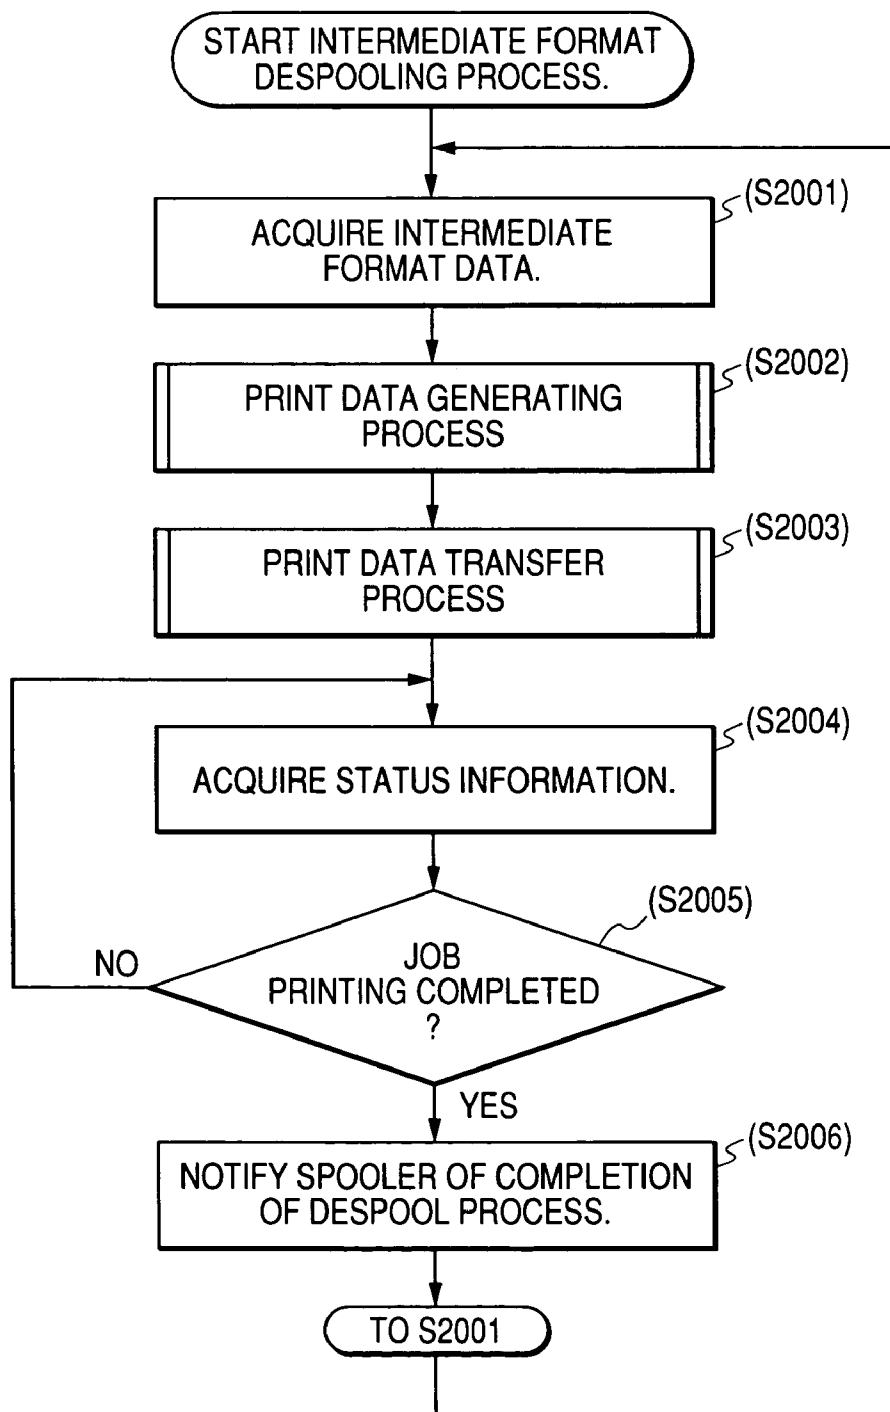 START INTERMEDIATE FORMAT
DESPOOLING PROCESS.
(S2001)
ACQUIRE INTERMEDIATE
FORMAT DATA.
(S2002)
PRINT DATA GENERATING
PROCESS
(S2003)
PRINT DATA TRANSFER
PROCESS
(S2004)
ACQUIRE STATUS INFORMATION.
(S2005)
NO
JOB
PRINTING COMPLETED
?
YES
(S2006)
NOTIFY SPOOLER OF COMPLETION
OF DESPOOL PROCESS.
TO S2001